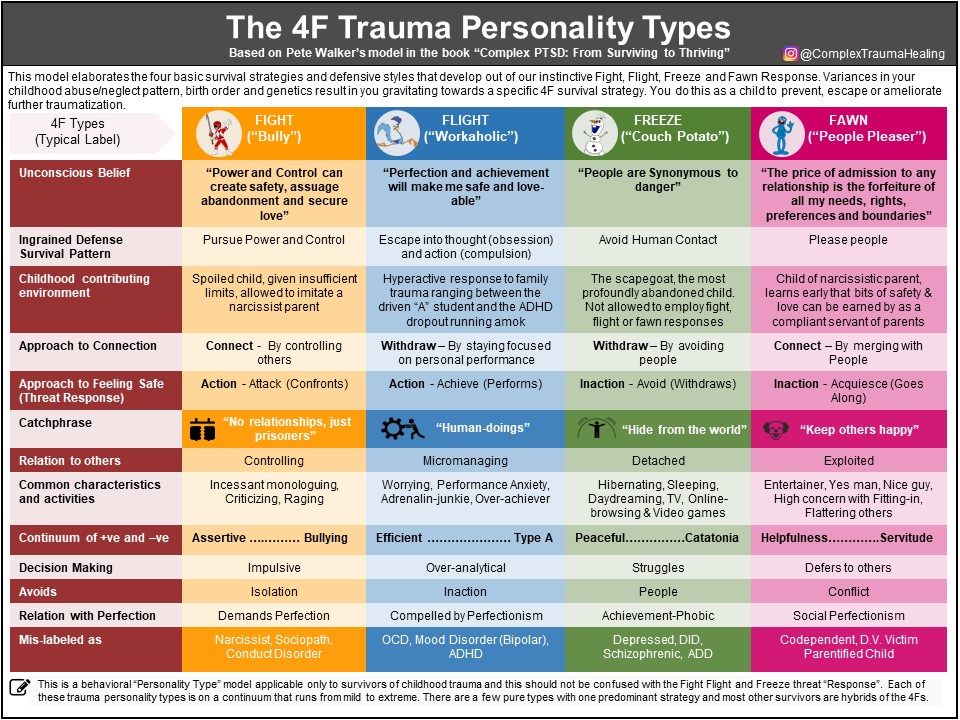 The 4F Trauma Personality Types
Based on Pete Walker's model in the book “Complex PTSD: From Surviving to Thriving”
@ComplexTraumaHealing
This model elaborates the four basic survival strategies and defensive styles that develop out of our instinctive Fight, Flight, Freeze and Fawn Response. Variances in your
childhood abuse/neglect pattern, birth order and genetics result in you gravitating towards a specific 4F survival strategy. You do this as a child to prevent, escape or ameliorate
further traumatization.
4F Types
(Typical Label)
FIGHT
(“Bully”)
FLIGHT
(“Workaholic”)
FREEZE
(“Couch Potato”)
FAWN
(“People Pleaser”)
Unconscious Belief
“Power and Control can
create safety, assuage
abandonment and secure
love”
“Perfection and achievement
will make me safe and love-
able”
“People are Synonymous to
danger”
“The price of admission to any
relationship is the forfeiture of
all my needs, rights,
preferences and boundaries”
Ingrained Defense
Survival Pattern
Pursue Power and Control
Escape into thought (obsession)
and action (compulsion)
Avoid Human Contact
Please people
Childhood contributing
environment
Spoiled child, given insufficient
limits, allowed to imitate a
narcissist parent
Hyperactive response to family
trauma ranging between the
driven “A” student and the ADHD
dropout running amok
The scapegoat, the most
profoundly abandoned child.
Not allowed to employ fight,
flight or fawn responses
Child of narcissistic parent,
learns early that bits of safety &
love can be earned by as a
compliant servant of parents
Approach to Connection
Connect - By controlling
others
Withdraw – By staying focused
on personal performance
Withdraw – By avoiding
people
Connect – By merging with
People
Approach to Feeling Safe
(Threat Response)
Action - Attack (Confronts)
Action - Achieve (Performs)
Inaction - Avoid (Withdraws)
Inaction - Acquiesce (Goes
Along)
Catchphrase
“No relationships, just
prisoners”
“Human-doings”
“Hide from the world”
“Keep others happy”
Relation to others
Controlling
Micromanaging
Detached
Exploited
Common characteristics
and activities
Incessant monologuing,
Criticizing, Raging
Worrying, Performance Anxiety,
Adrenalin-junkie, Over-achiever
Hibernating, Sleeping,
Daydreaming, TV, Online-
browsing & Video games
Entertainer, Yes man, Nice guy,
High concern with Fitting-in,
Flattering others
Continuum of +ve and –ve
Assertive ............ Bullying
Efficient .................... Type A
Peaceful...............Catatonia
Helpfulness............Servitude
Decision Making
Impulsive
Over-analytical
Struggles
Defers to others
Avoids
Isolation
Inaction
People
Conflict
Relation with Perfection
Demands Perfection
Compelled by Perfectionism
Achievement-Phobic
Social Perfectionism
Mis-labeled as
Narcissist, Sociopath,
Conduct Disorder
OCD, Mood Disorder (Bipolar),
ADHD
Depressed, DID,
Schizophrenic, ADD
Codependent, D.V. Victim
Parentified Child
This is a behavioral “Personality Type” model applicable only to survivors of childhood trauma and this should not be confused with the Fight Flight and Freeze threat “Response”. Each of
these trauma personality types is on a continuum that runs from mild to extreme. There are a few pure types with one predominant strategy and most other survivors are hybrids of the 4Fs.